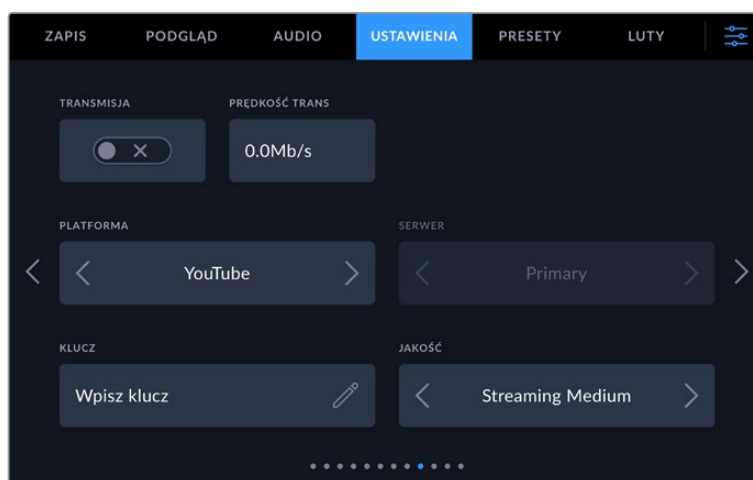 ZAPIS PODGLĄD AUDIO USTAWIENIA PRESETY LUTY
TRANSMISJA PRĘDKOŚĆ TRANS
0.0Mb/s
PLATFORMA SERWER
YouTube Primary
KLUCZ JAKOŚĆ
Wpisz klucz Streaming Medium